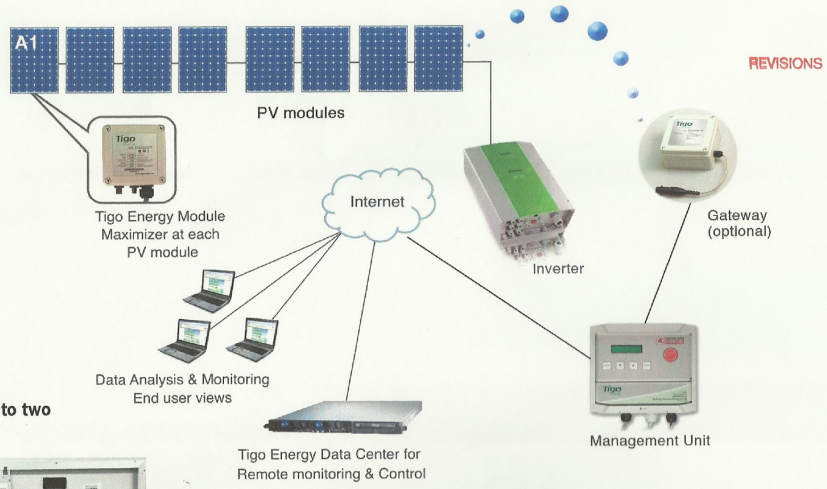 A1
REVISIONS
PV modules
Tigo
Tigo
Internet
Tigo Energy Module
Maximizer at each
PV module
Gateway
(optional)
Inverter
Data Analysis & Monitoring
End user views
Tigo
to two
Management Unit
Tigo Energy Data Center for
Remote monitoring & Control